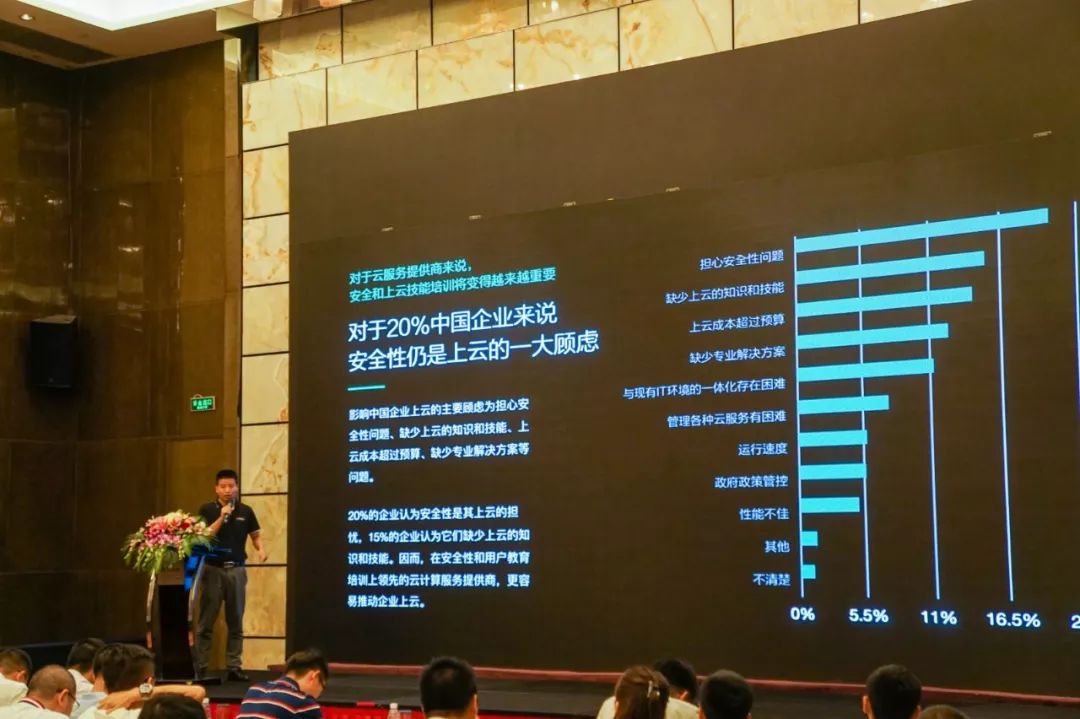 对于云服务提供商来说，
安全和上云技能培训将变得越来越重要
对于20%中国企业来说
安全性仍是上云的一大顾虑
影响中国企业上云的主要顾虑为担心安
全性问题、缺少上云的知识和技能、上
云成本超过预算、缺少专业解决方案等
问题。
20%的企业认为安全性是其上云的担
忧，15%的企业认为它们缺少上云的知
识和技能。因而，在安全性和用户教育
培训上领先的云计算服务提供商，更容
易推动企业上云。
担心安全性问题
缺少上云的知识和技能
上云成本超过预算
缺少专业解决方案
与现有IT环境的一体化存在困难
管理各种云服务有困难
运行速度
政府政策管控
性能不佳
其他
不清楚
0% 5.5% 11% 16.5% 2
安全出口